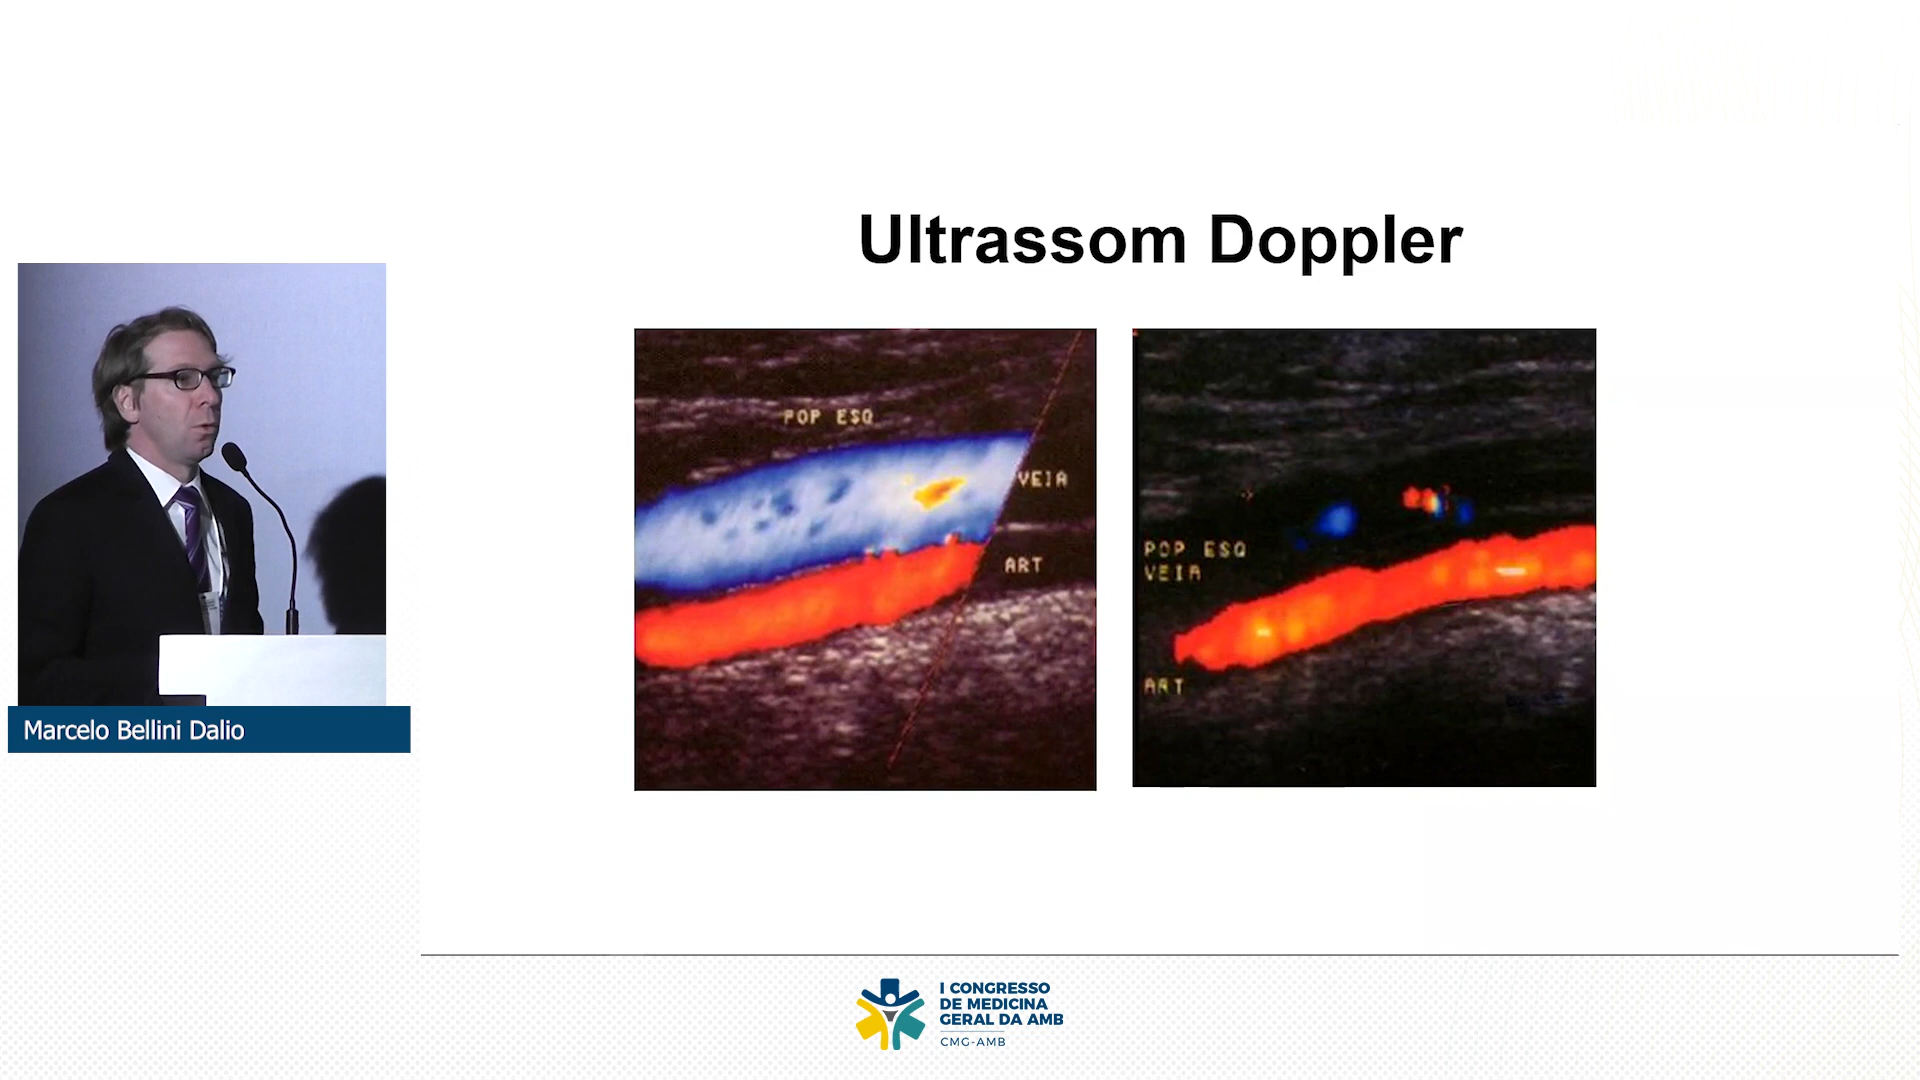 Ultrassom Doppler
POP ESQ
VEIA
ART
POP ESQ
VEIA
ART
Marcelo Bellini Dalio
I CONGRESSO
DE MEDICINA
GERAL DA AMB
CMG-AMB